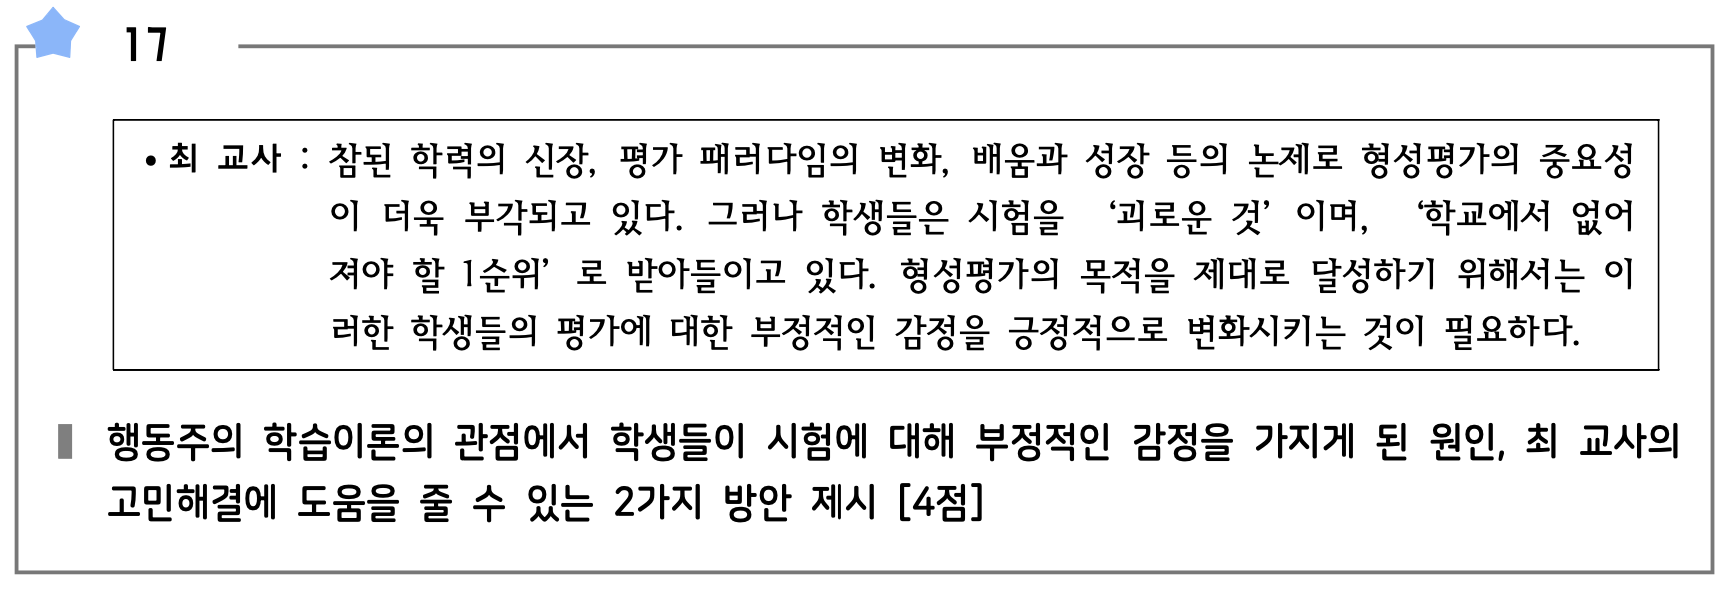 17
• 최 교사 : 참된 학력의 신장, 평가 패러다임의 변화, 배움과 성장 등의 논제로 형성평가의 중요성
이 더욱 부각되고 있다. 그러나 학생들은 시험을 ‘괴로운 것’이며, ‘학교에서 없어
져야 할 1순위’로 받아들이고 있다. 형성평가의 목적을 제대로 달성하기 위해서는 이
러한 학생들의 평가에 대한 부정적인 감정을 긍정적으로 변화시키는 것이 필요하다.
행동주의 학습이론의 관점에서 학생들이 시험에 대해 부정적인 감정을 가지게 된 원인, 최 교사의
고민해결에 도움을 줄 수 있는 2가지 방안 제시 [4점]